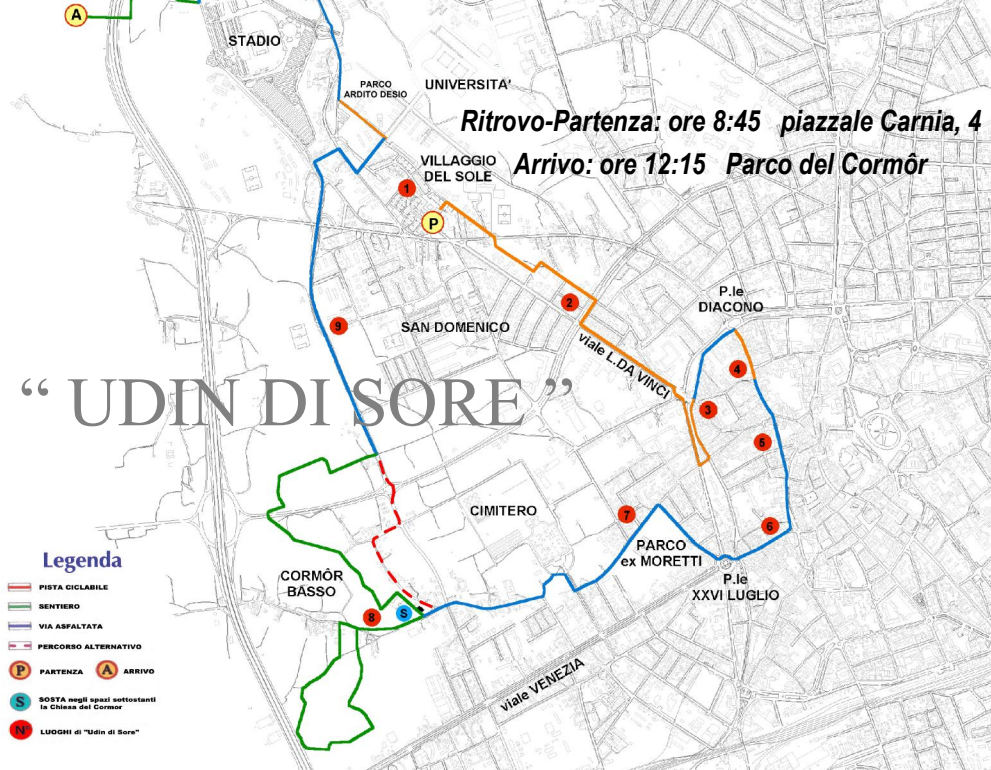 A
STADIO
PARCO
ARDITO DESIO
UNIVERSITA'
Ritrovo-Partenza: ore 8:45 piazzale Carnia, 4
Arrivo: ore 12:15 Parco del Cormôr
VILLAGGIO
DEL SOLE
1
P
P.le
DIACONO
2
9
SAN DOMENICO
viale L.DA VINCI
4
“ UDIN DI SORE ”
3
5
CIMITERO
7
6
PARCO
ex MORETTI
P.le
XXVI LUGLIO
CORMÔR
BASSO
8
S
viale VENEZIA
Legenda
PISTA CICLABILE
SENTIERO
VIA ASFALTATA
PERCORSO ALTERNATIVO
P PARTENZA A ARRIVO
S SOSTA negli spazi sottostanti
la Chiesa del Cormor
N° LUOGHI di "Udin di Sore"